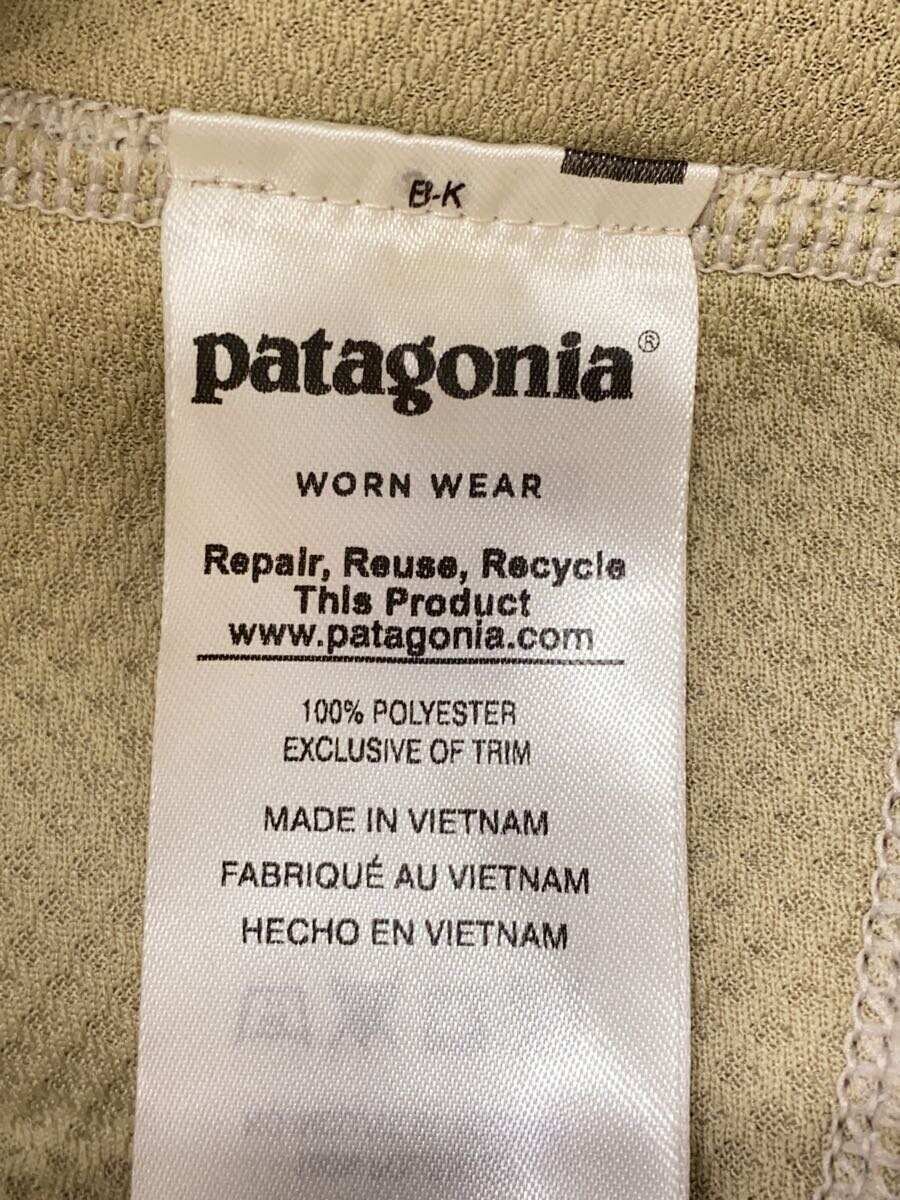 B-K
patagonia®
WORN WEAR
Repair, Reuse, Recycle
This Product
www.patagonia.com
100% POLYESTER
EXCLUSIVE OF TRIM
MADE IN VIETNAM
FABRIQUÉ AU VIETNAM
HECHO EN VIETNAM